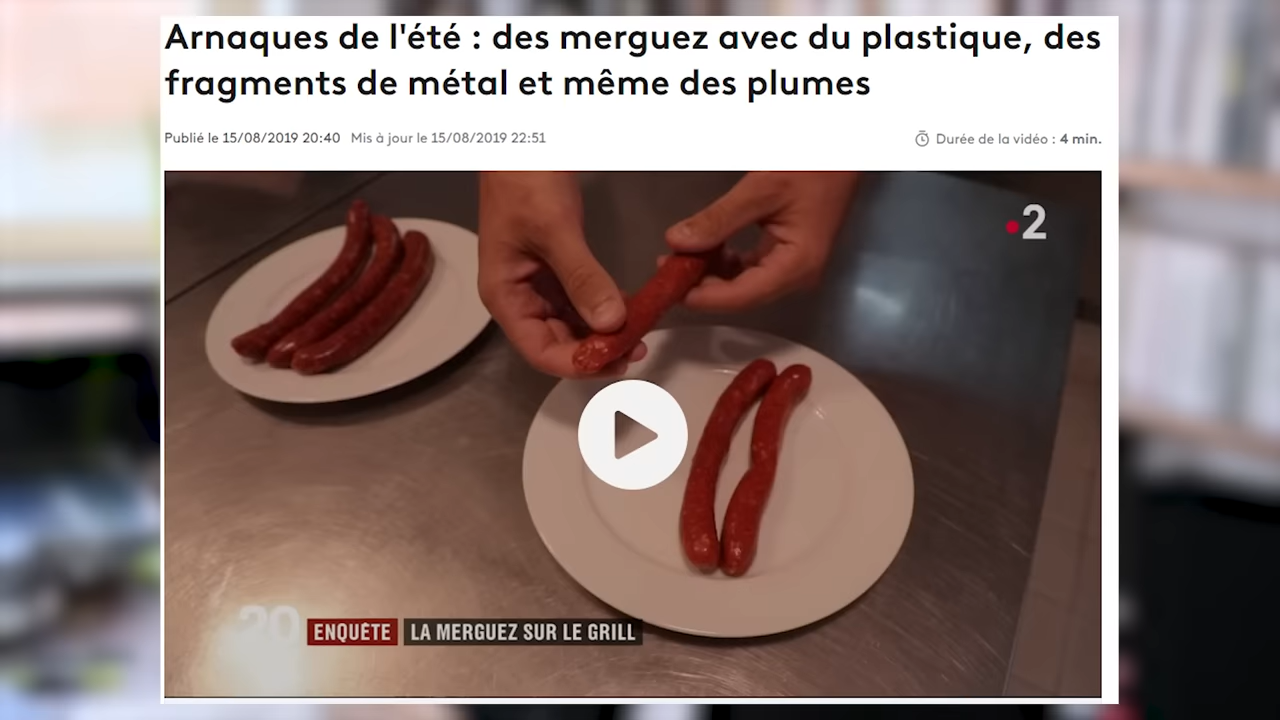 Arnaques de l'été : des merguez avec du plastique, des
fragments de métal et même des plumes
Publié le 15/08/2019 20:40 Mis à jour le 15/08/2019 22:51
Durée de la vidéo : 4 min.
2
20
ENQUÊTE LA MERGUEZ SUR LE GRILL